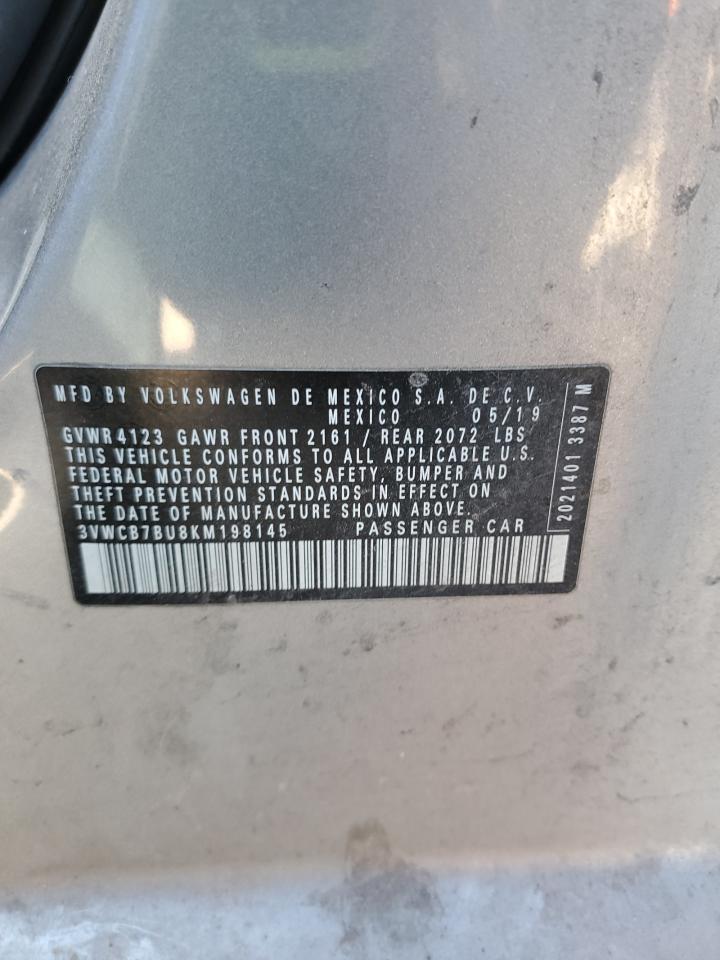 MFD BY VOLKSWAGEN DE MEXICO S.A. DE C.V.
MEXICO 05/19
GVWR4123 GAWR FRONT 2161 / REAR 2072 LBS
THIS VEHICLE CONFORMS TO ALL APPLICABLE U.S.
FEDERAL MOTOR VEHICLE SAFETY, BUMPER AND
THEFT PREVENTION STANDARDS IN EFFECT ON
THE DATE OF MANUFACTURE SHOWN ABOVE.
3VWCB7BU8KM198145 PASSENGER CAR
2021401 3387 M